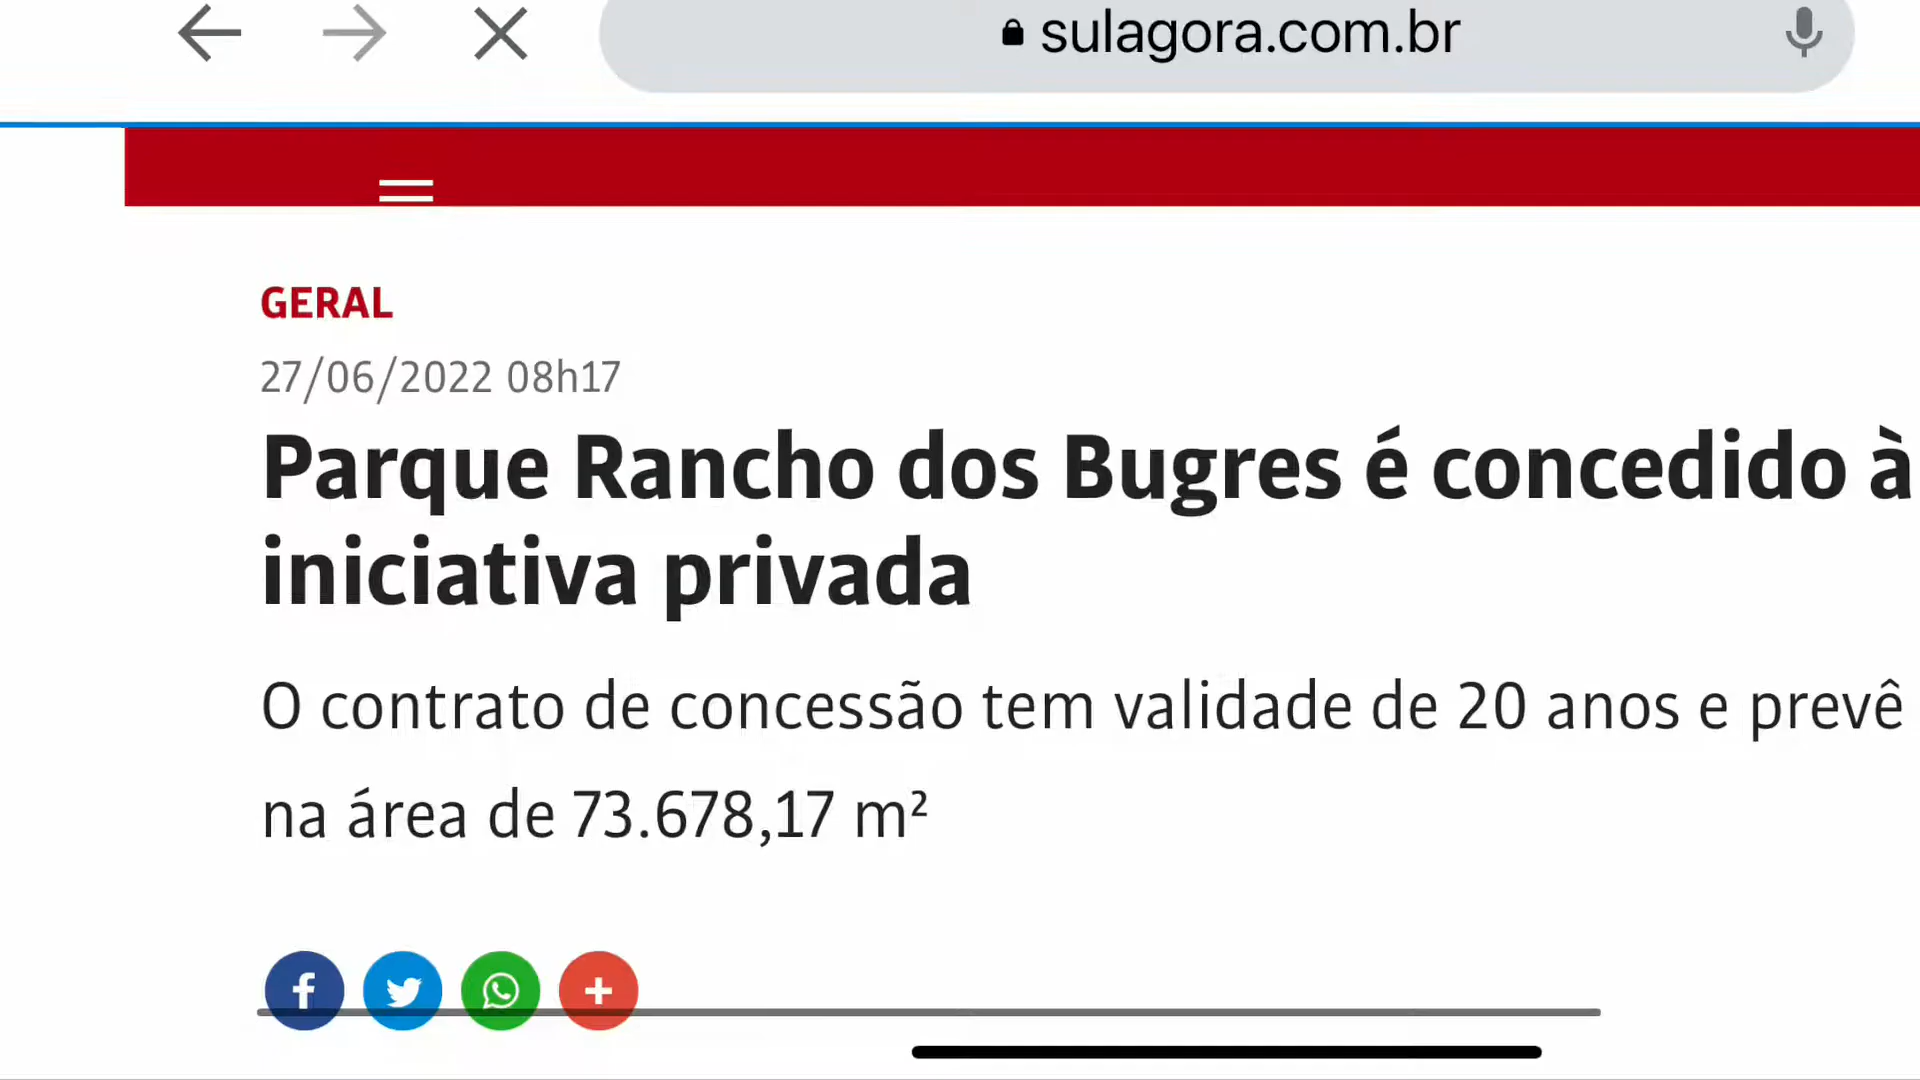 sulagora.com.br
GERAL
27/06/2022 08h17
Parque Rancho dos Bugres é concedido à
iniciativa privada
O contrato de concessão tem validade de 20 anos e prevê
na área de 73.678,17 m²